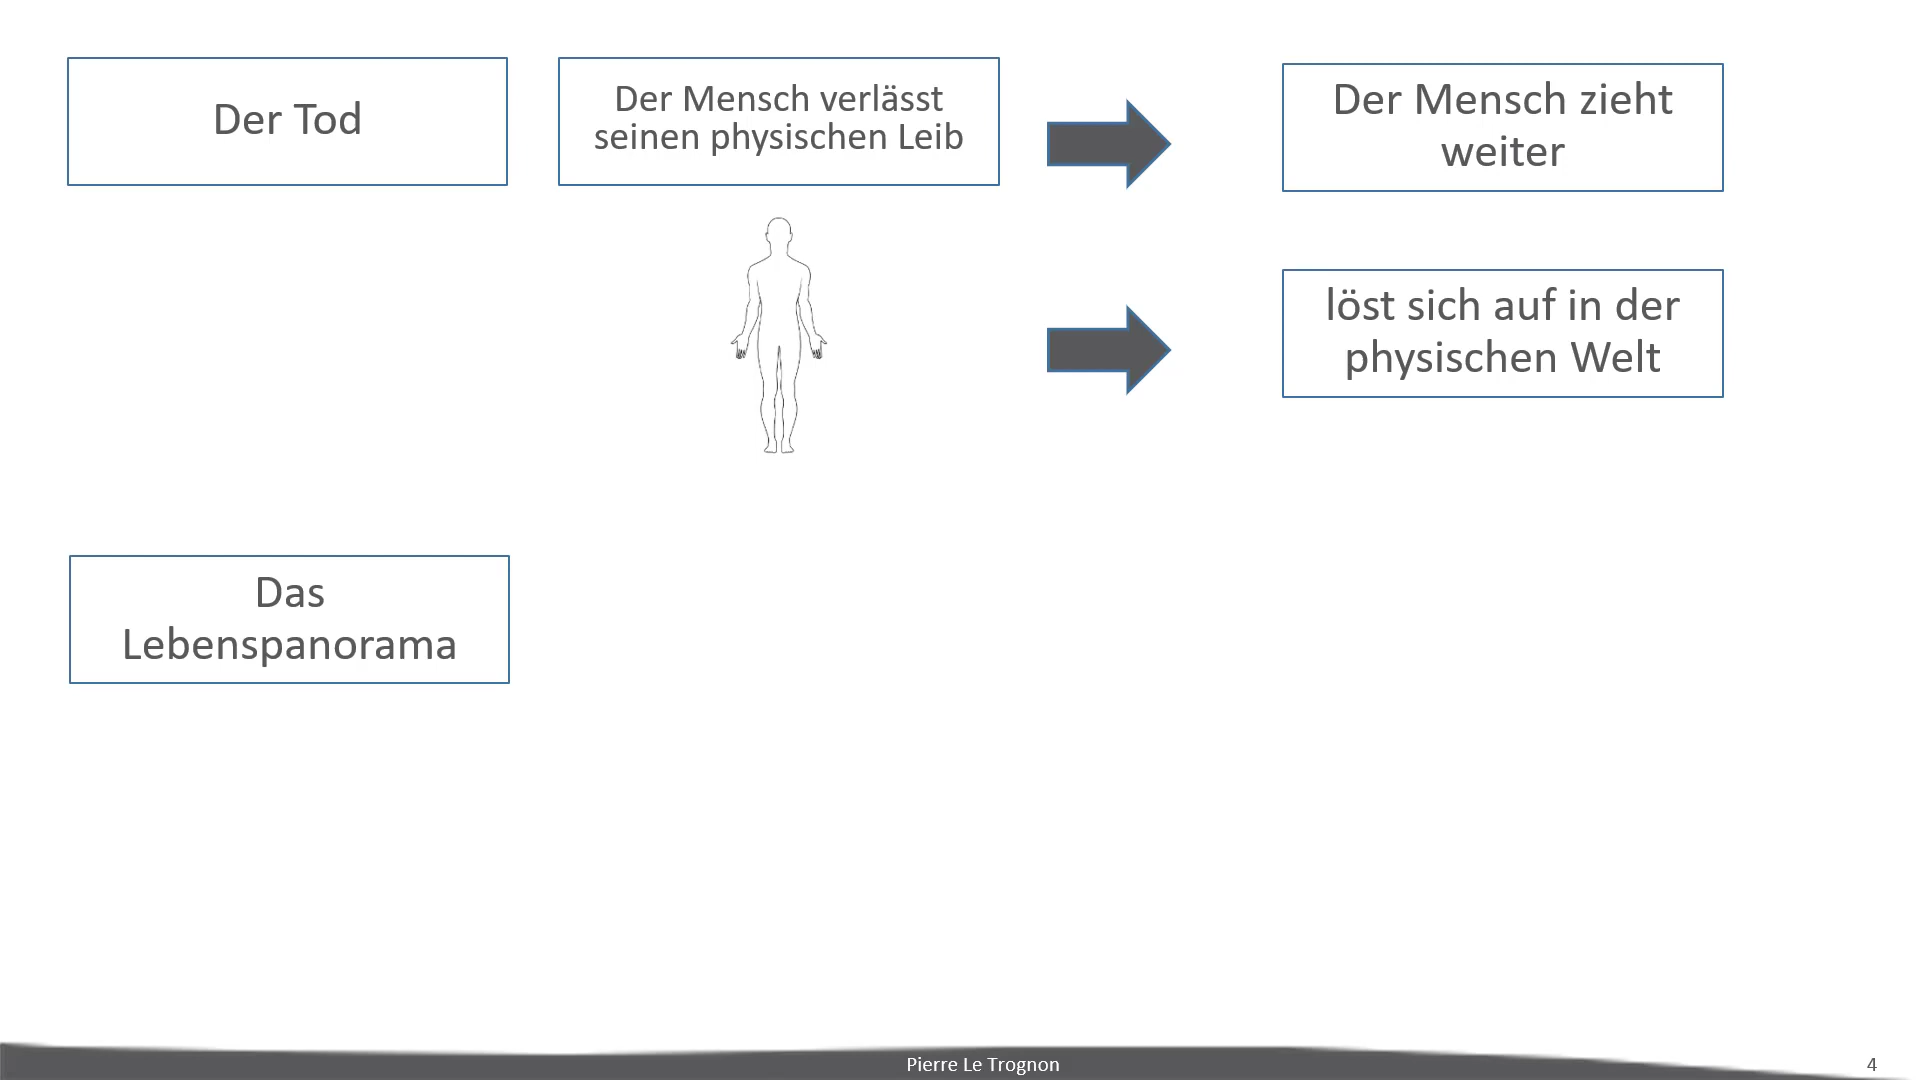 Der Tod
Der Mensch verlässt
seinen physischen Leib
Der Mensch zieht
weiter
löst sich auf in der
physischen Welt
Das
Lebenspanorama
Pierre Le Trognon
4